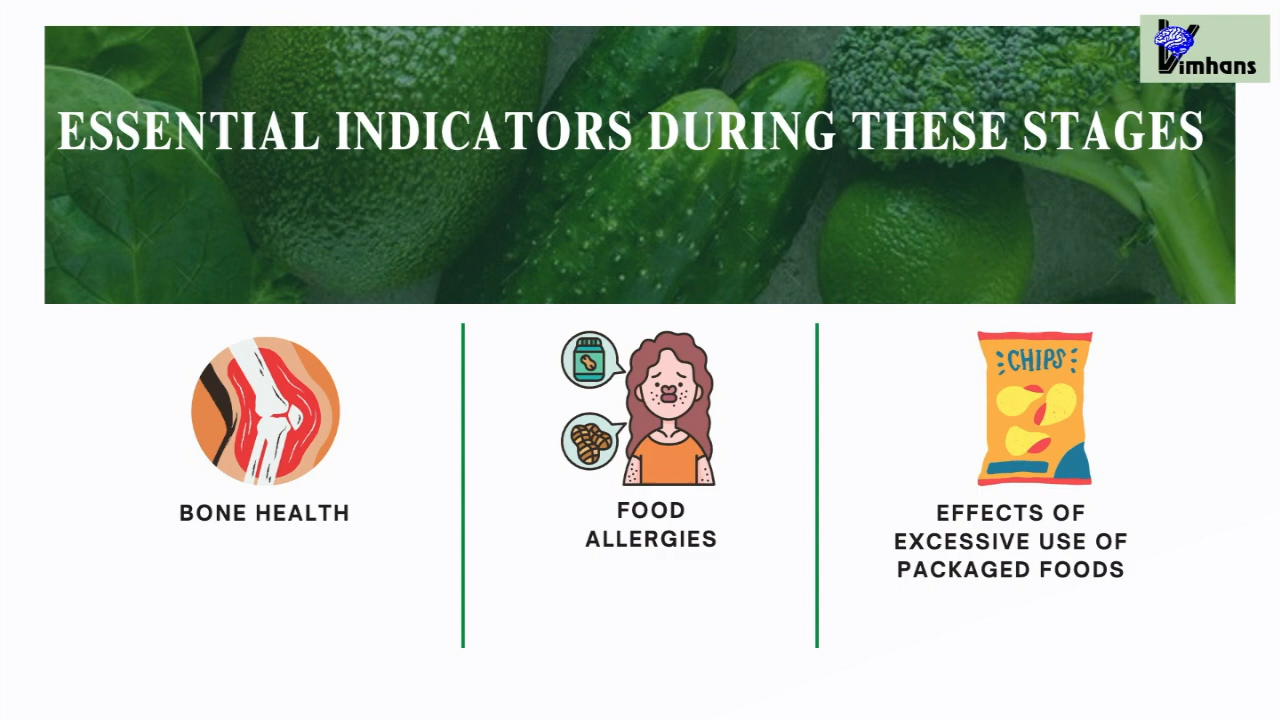 Vimhans
ESSENTIAL INDICATORS DURING THESE STAGES
CHIPS
BONE HEALTH
FOOD
ALLERGIES
EFFECTS OF
EXCESSIVE USE OF
PACKAGED FOODS